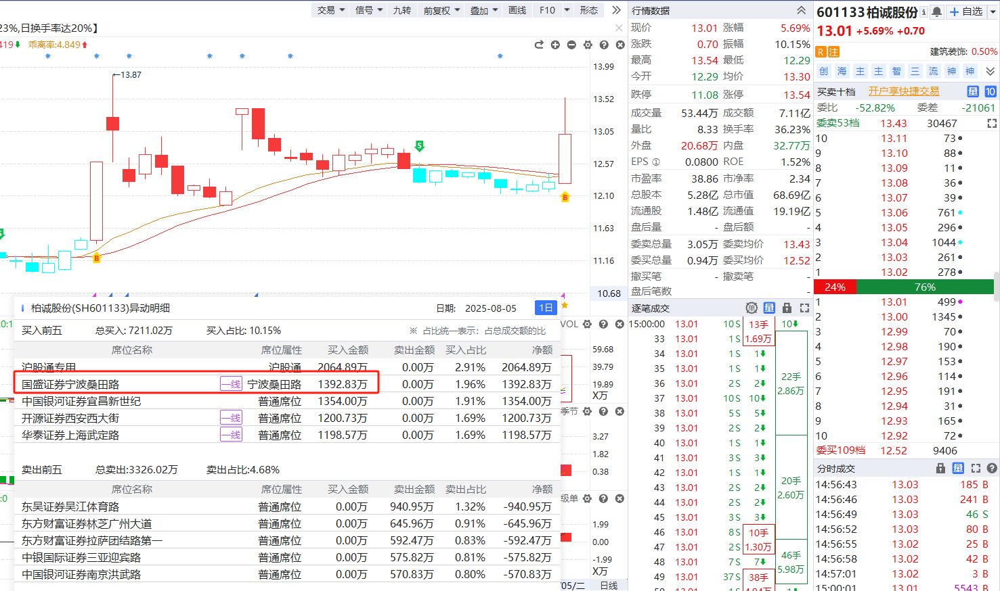 交易 信号 九转 前复权 叠加 画线 F10 形态
行情数据
601133柏诚股份 自选
13.01 +5.69% +0.70
23%,日换手率达20%】
419 乖离率:4.849
R 注 建筑装饰: 0.50%
创 海 主 主 智 三 流 神 神
买卖十档 开户享快捷交易 量 10
委比 -52.82% 委差 -21061
委卖53档 13.43 30467
10 13.11 73
9 13.10 88
8 13.09 11
7 13.08 36
6 13.07 39
5 13.06 761
4 13.05 296
3 13.04 1044
2 13.03 261
1 13.02 278
24% 76%
1 13.01 499
2 13.00 1345
3 12.99 70
4 12.98 190
5 12.97 153
6 12.96 114
7 12.95 191
8 12.94 31
9 12.93 165
10 12.92 72
委买109档 12.52 9406
分时成交 量
14:56:43 13.03 185 B
14:56:46 13.03 241 B
14:56:49 13.03 46 S
14:56:52 13.03 80 B
14:56:55 13.02 25 B
14:56:58 13.02 42 B
14:57:01 13.02 3 B
15:00:01 13.01 5543 B
现价 13.01 涨幅 5.69%
涨跌 0.70 振幅 10.15%
最高 13.54 最低 12.29
今开 12.29 均价 13.30
跌停 11.08 涨停 13.54
成交量 53.44万 成交额 7.11亿
量比 8.33 换手率 36.23%
外盘 20.68万 内盘 32.77万
EPS ① 0.0800 ROE 1.52%
市盈率 38.86 市净率 2.34
总股本 5.28亿 总市值 68.69亿
流通股 1.48亿 流通值 19.19亿
盘后量 - 盘后额 -
委卖总量 3.05万 委卖均价 13.43
委买总量 0.94万 委买均价 12.52
撤买笔 - 撤卖笔 -
盘后笔数 -
逐笔成交 单 量
15:00:00 13.01 10 S 13手 10
33 13.01 1 S 1.69万
34 13.01 1 S 1
35 13.01 1 S 1
36 13.01 2 S 2
37 13.01 10 S 10
38 13.01 5 S 5
39 13.01 2 S 2
40 13.01 1 S 1
41 13.01 3 S 3
42 13.01 1 S 1
43 13.01 2 S 2
44 13.01 2 S 2
45 13.01 3 S 3
46 13.01 8 S 10手
47 13.01 2 S 1.30万
48 13.01 7 S 7
49 13.01 37 S 38手
22手
2.86万
20手
2.60万
46手
5.98万
←13.87
S
B
B
13.99
13.52
13.05
12.57
12.10
11.63
11.16
10.68
VOL
59.68
39.79
19.89
X万
季节
3.27
1.82
0.38
级单
1.99
0.00
-1.99
X万
/05/二 日线
柏诚股份(SH601133)异动明细 日期: 2025-08-05 1日
买入前五 总买入: 7211.02万 买入占比: 10.15% ※ 占比统一表示：占总成交额的比
席位名称 席位属性 买入金额 卖出金额 买入占比 净额
沪股通专用 沪股通 2064.89万 0.00万 2.91% 2064.89万
国盛证券宁波桑田路 一线 宁波桑田路 1392.83万 0.00万 1.96% 1392.83万
中国银河证券宜昌新世纪 普通席位 1354.00万 0.00万 1.91% 1354.00万
开源证券西安西大街 一线 普通席位 1200.73万 0.00万 1.69% 1200.73万
华泰证券上海武定路 一线 普通席位 1198.57万 0.00万 1.69% 1198.57万
卖出前五 总卖出:3326.02万 卖出占比:4.68%
席位名称 席位属性 买入金额 卖出金额 卖出占比 净额
东吴证券吴江体育路 普通席位 0.00万 940.95万 1.32% -940.95万
东方财富证券林芝广州大道 普通席位 0.00万 645.96万 0.91% -645.96万
东方财富证券拉萨团结路第一 普通席位 0.00万 592.47万 0.83% -592.47万
中银国际证券三亚迎宾路 普通席位 0.00万 575.82万 0.81% -575.82万
中国银河证券南京洪武路 普通席位 0.00万 570.83万 0.80% -570.83万